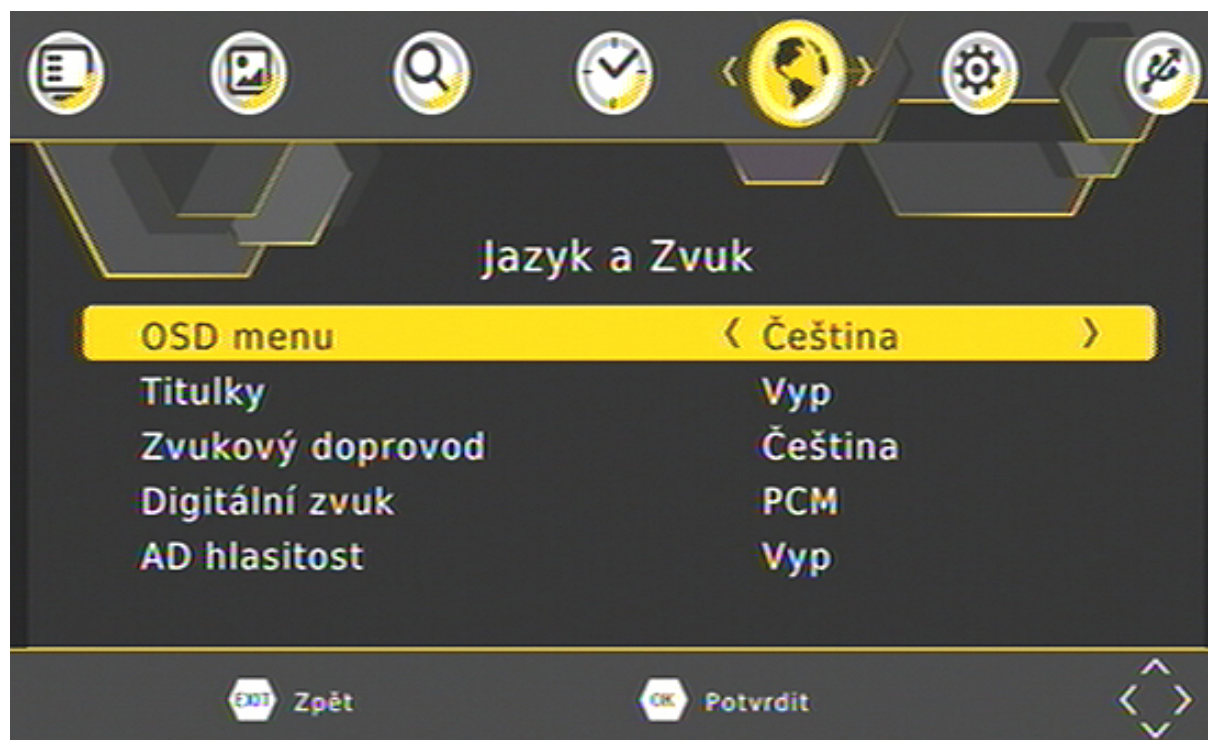 Jazyk a Zvuk
OSD menu Čeština
Titulky Vyp
Zvukový doprovod Čeština
Digitální zvuk PCM
AD hlasitost Vyp
EXIT Zpět OK Potvrdit